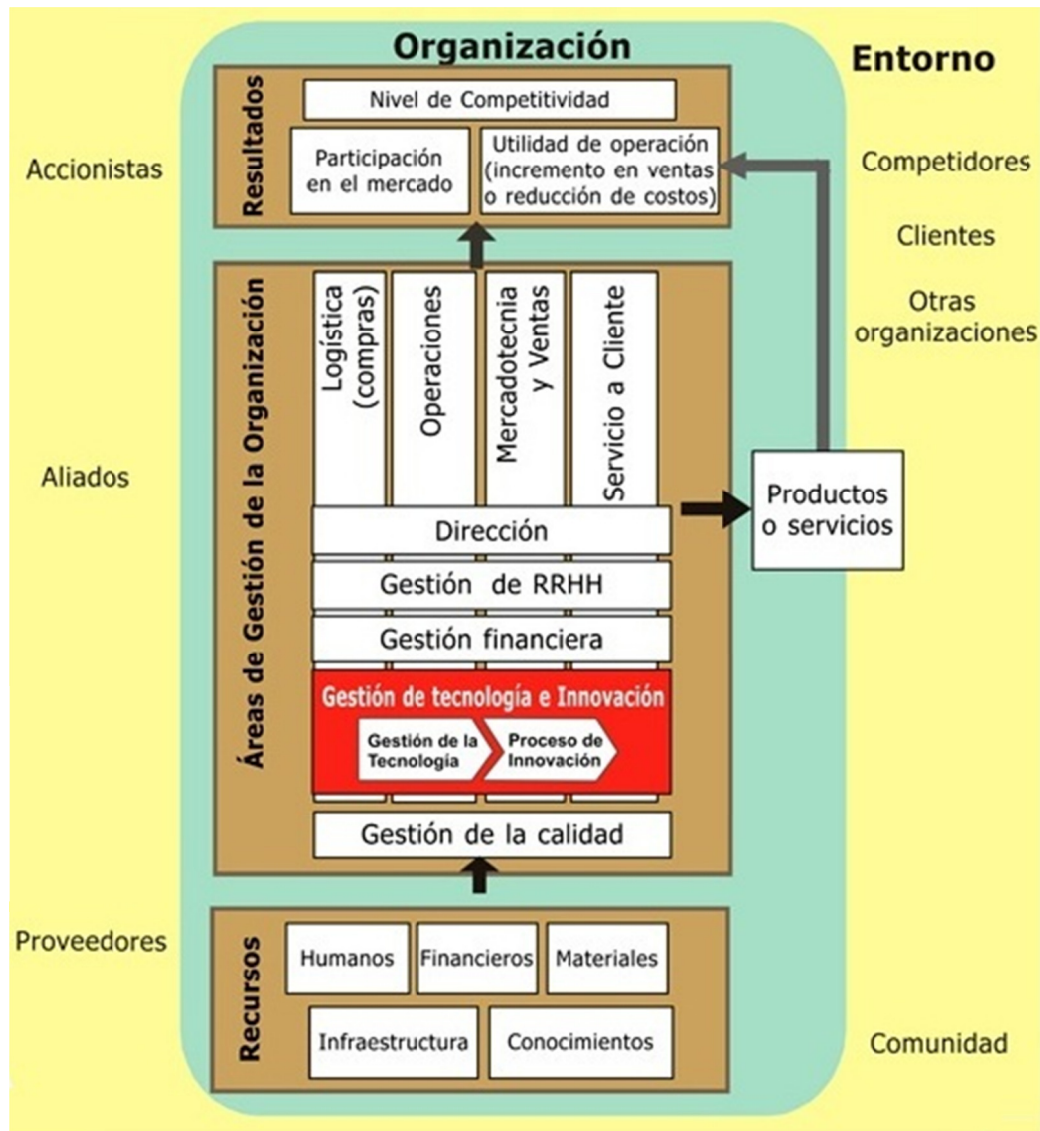 Organización
Entorno
Resultados
Nivel de Competitividad
Participación
en el mercado
Utilidad de operación
(incremento en ventas
o reducción de costos)
Accionistas
Competidores
Clientes
Otras
organizaciones
Áreas de Gestión de la Organización
Logística
(compras)
Operaciones
Mercadotecnia
y Ventas
Servicio a Cliente
Aliados
Productos
o servicios
Dirección
Gestión de RRHH
Gestión financiera
Gestión de tecnología e Innovación
Gestión de la
Tecnología
Proceso de
Innovación
Gestión de la calidad
Proveedores
Recursos
Humanos
Financieros
Materiales
Infraestructura
Conocimientos
Comunidad